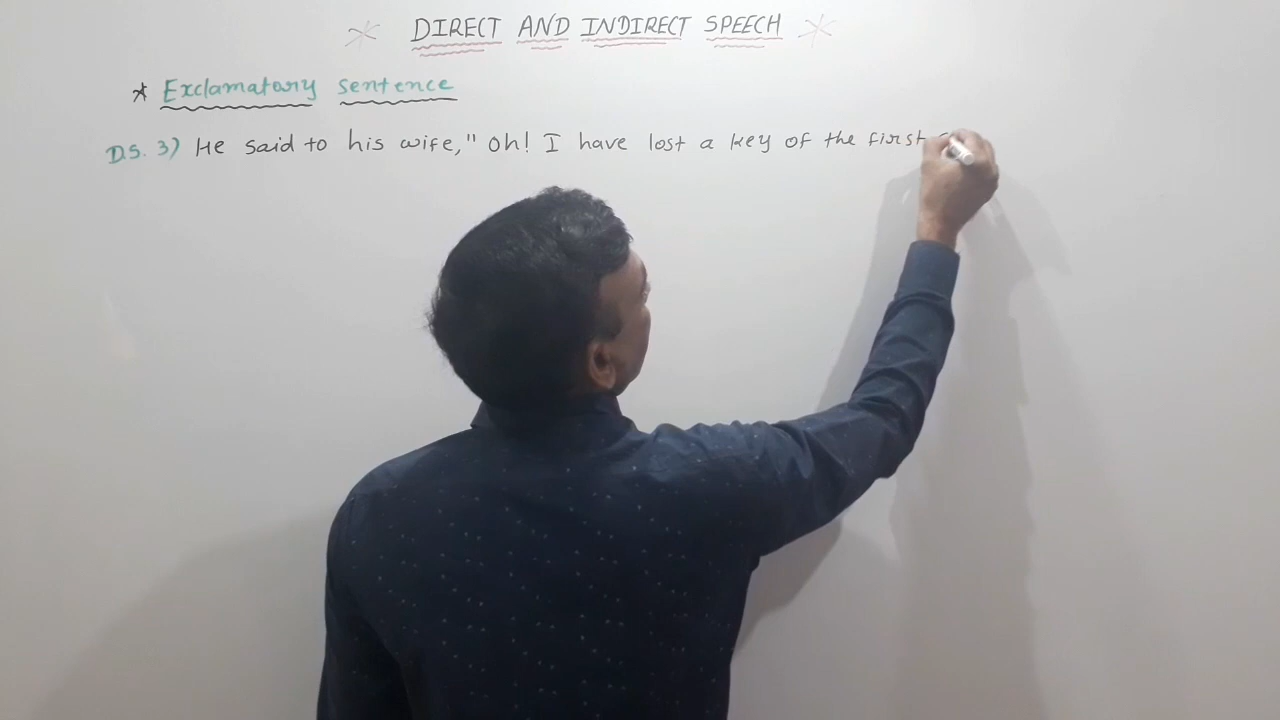 DIRECT AND INDIRECT SPEECH
* Exclamatory sentence
D.S. 3) He said to his wife," Oh! I have lost a key of the first